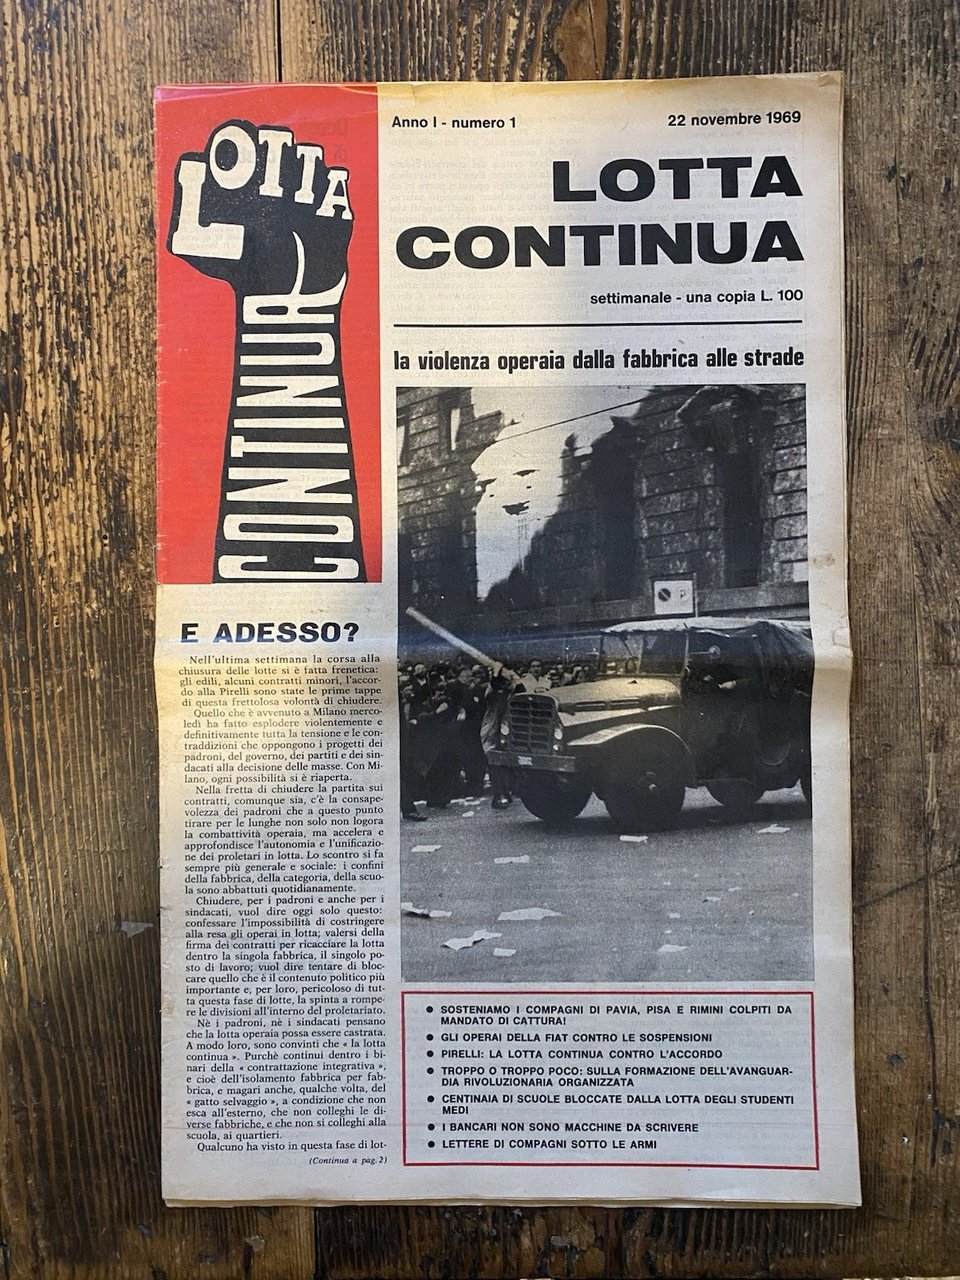 LOTTA
CONTINUA
Anno I - numero 1
22 novembre 1969
LOTTA
CONTINUA
settimanale - una copia L. 100
la violenza operaia dalla fabbrica alle strade
E ADESSO?
Nell'ultima settimana la corsa alla
chiusura delle lotte si è fatta frenetica:
gli edili, alcuni contratti minori, l'accor-
do alla Pirelli sono state le prime tappe
di questa frettolosa volontà di chiudere.
Quello che è avvenuto a Milano merco-
ledì ha fatto esplodere violentemente e
definitivamente tutta la tensione e le con-
traddizioni che oppongono i progetti dei
padroni, del governo, dei partiti e dei sin-
dacati alla decisione delle masse. Con Mi-
lano, ogni possibilità si è riaperta.
Nella fretta di chiudere la partita sui
contratti, comunque sia, c'è la consape-
volezza dei padroni che a questo punto
tirare per le lunghe non solo non logora
la combattività operaia, ma accelera e
approfondisce l'autonomia e l'unificazio-
ne dei proletari in lotta. Lo scontro si fa
sempre più generale e sociale: i confini
della fabbrica, della categoria, della scuo-
la sono abbattuti quotidianamente.
Chiudere, per i padroni e anche per i
sindacati, vuol dire oggi solo questo:
confessare l'impossibilità di costringere
alla resa gli operai in lotta; valersi della
firma dei contratti per ricacciare la lotta
dentro la singola fabbrica, il singolo po-
sto di lavoro; vuol dire tentare di bloc-
care quello che è il contenuto politico più
importante e, per loro, pericoloso di tut-
ta questa fase di lotte, la spinta a rompe-
re le divisioni all'interno del proletariato.
Nè i padroni, nè i sindacati pensano
che la lotta operaia possa essere castrata.
A modo loro, sono convinti che « la lotta
continua ». Purchè continui dentro i bi-
nari della « contrattazione integrativa »,
e cioè dell'isolamento fabbrica per fab-
brica, e magari anche, qualche volta, del
« gatto selvaggio », a condizione che non
esca all'esterno, che non colleghi le di-
verse fabbriche, e che non si colleghi alla
scuola, ai quartieri.
Qualcuno ha visto in questa fase di lot-
(Continua a pag. 2)
● SOSTENIAMO I COMPAGNI DI PAVIA, PISA E RIMINI COLPITI DA
MANDATO DI CATTURA!
● GLI OPERAI DELLA FIAT CONTRO LE SOSPENSIONI
● PIRELLI: LA LOTTA CONTINUA CONTRO L'ACCORDO
● TROPPO O TROPPO POCO: SULLA FORMAZIONE DELL'AVANGUAR-
DIA RIVOLUZIONARIA ORGANIZZATA
● CENTINAIA DI SCUOLE BLOCCATE DALLA LOTTA DEGLI STUDENTI
MEDI
● I BANCARI NON SONO MACCHINE DA SCRIVERE
● LETTERE DI COMPAGNI SOTTO LE ARMI